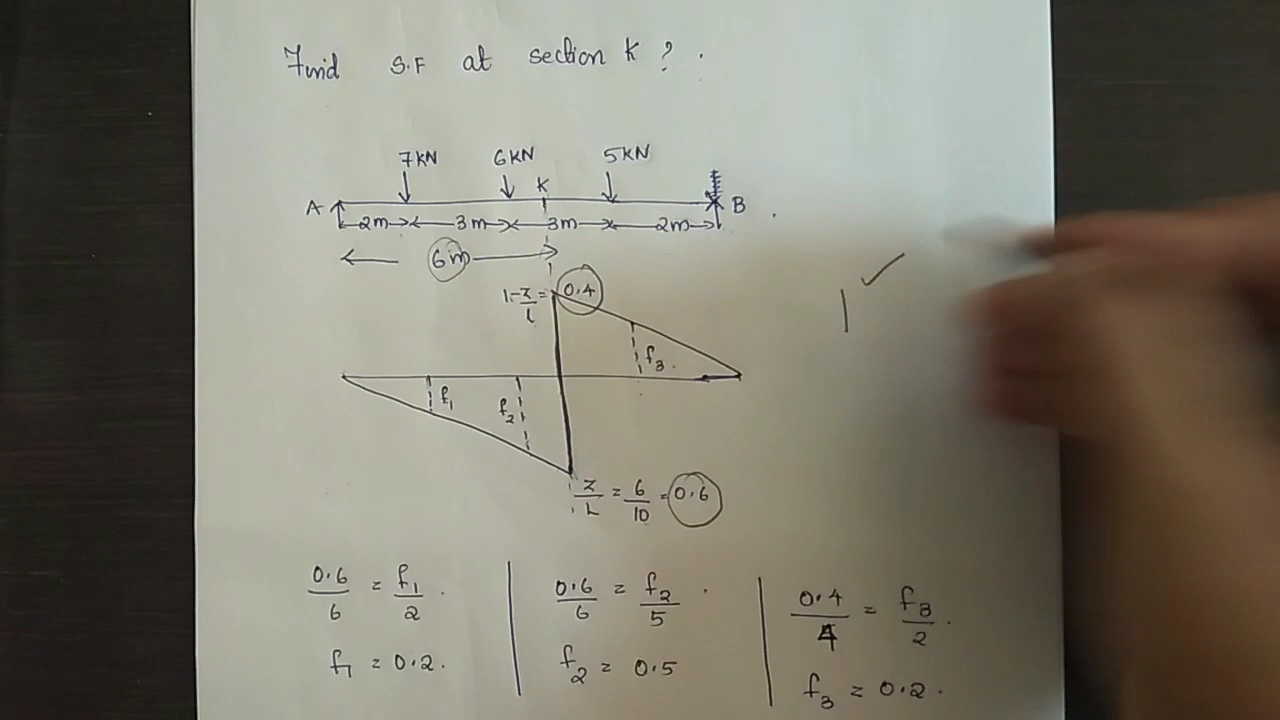 Find S.F at section K ? .
7KN 6KN 5KN
A K B .
2m 3m 3m 2m
6m
1-z/L = 0.4
f₁ f₂ f₃ .
z/L = 6/10 = 0.6
0.6/6 = f₁/2 . 0.6/6 = f₂/5 . 0.4/4 = f₃/2 .
f₁ = 0.2 . f₂ = 0.5 f₃ = 0.2 .